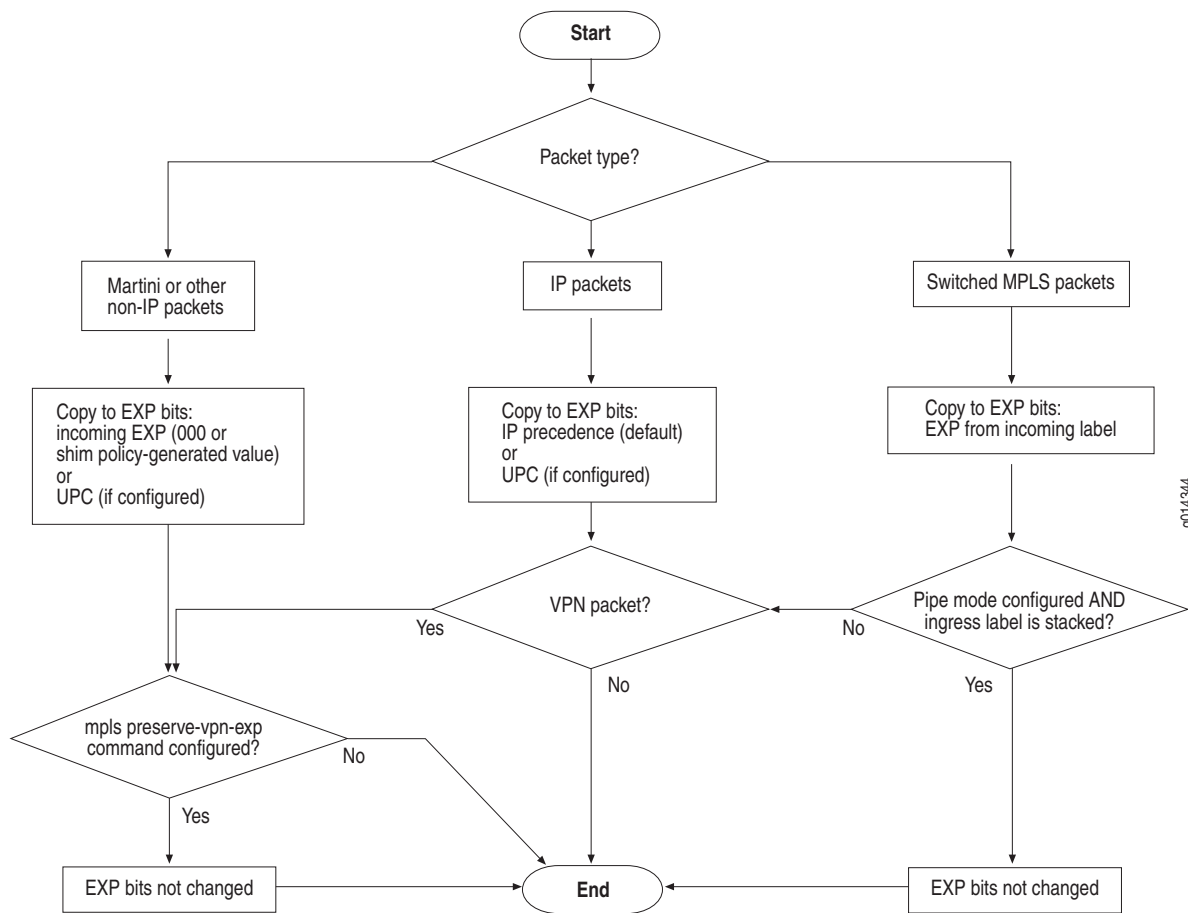 Start
Packet type?
Martini or other
non-IP packets
IP packets
Switched MPLS packets
Copy to EXP bits:
incoming EXP (000 or
shim policy-generated value)
or
UPC (if configured)
Copy to EXP bits:
IP precedence (default)
or
UPC (if configured)
Copy to EXP bits:
EXP from incoming label
g014344
VPN packet?
Yes
No
Pipe mode configured AND
ingress label is stacked?
No
Yes
mpls preserve-vpn-exp
command configured?
No
Yes
EXP bits not changed
End
EXP bits not changed